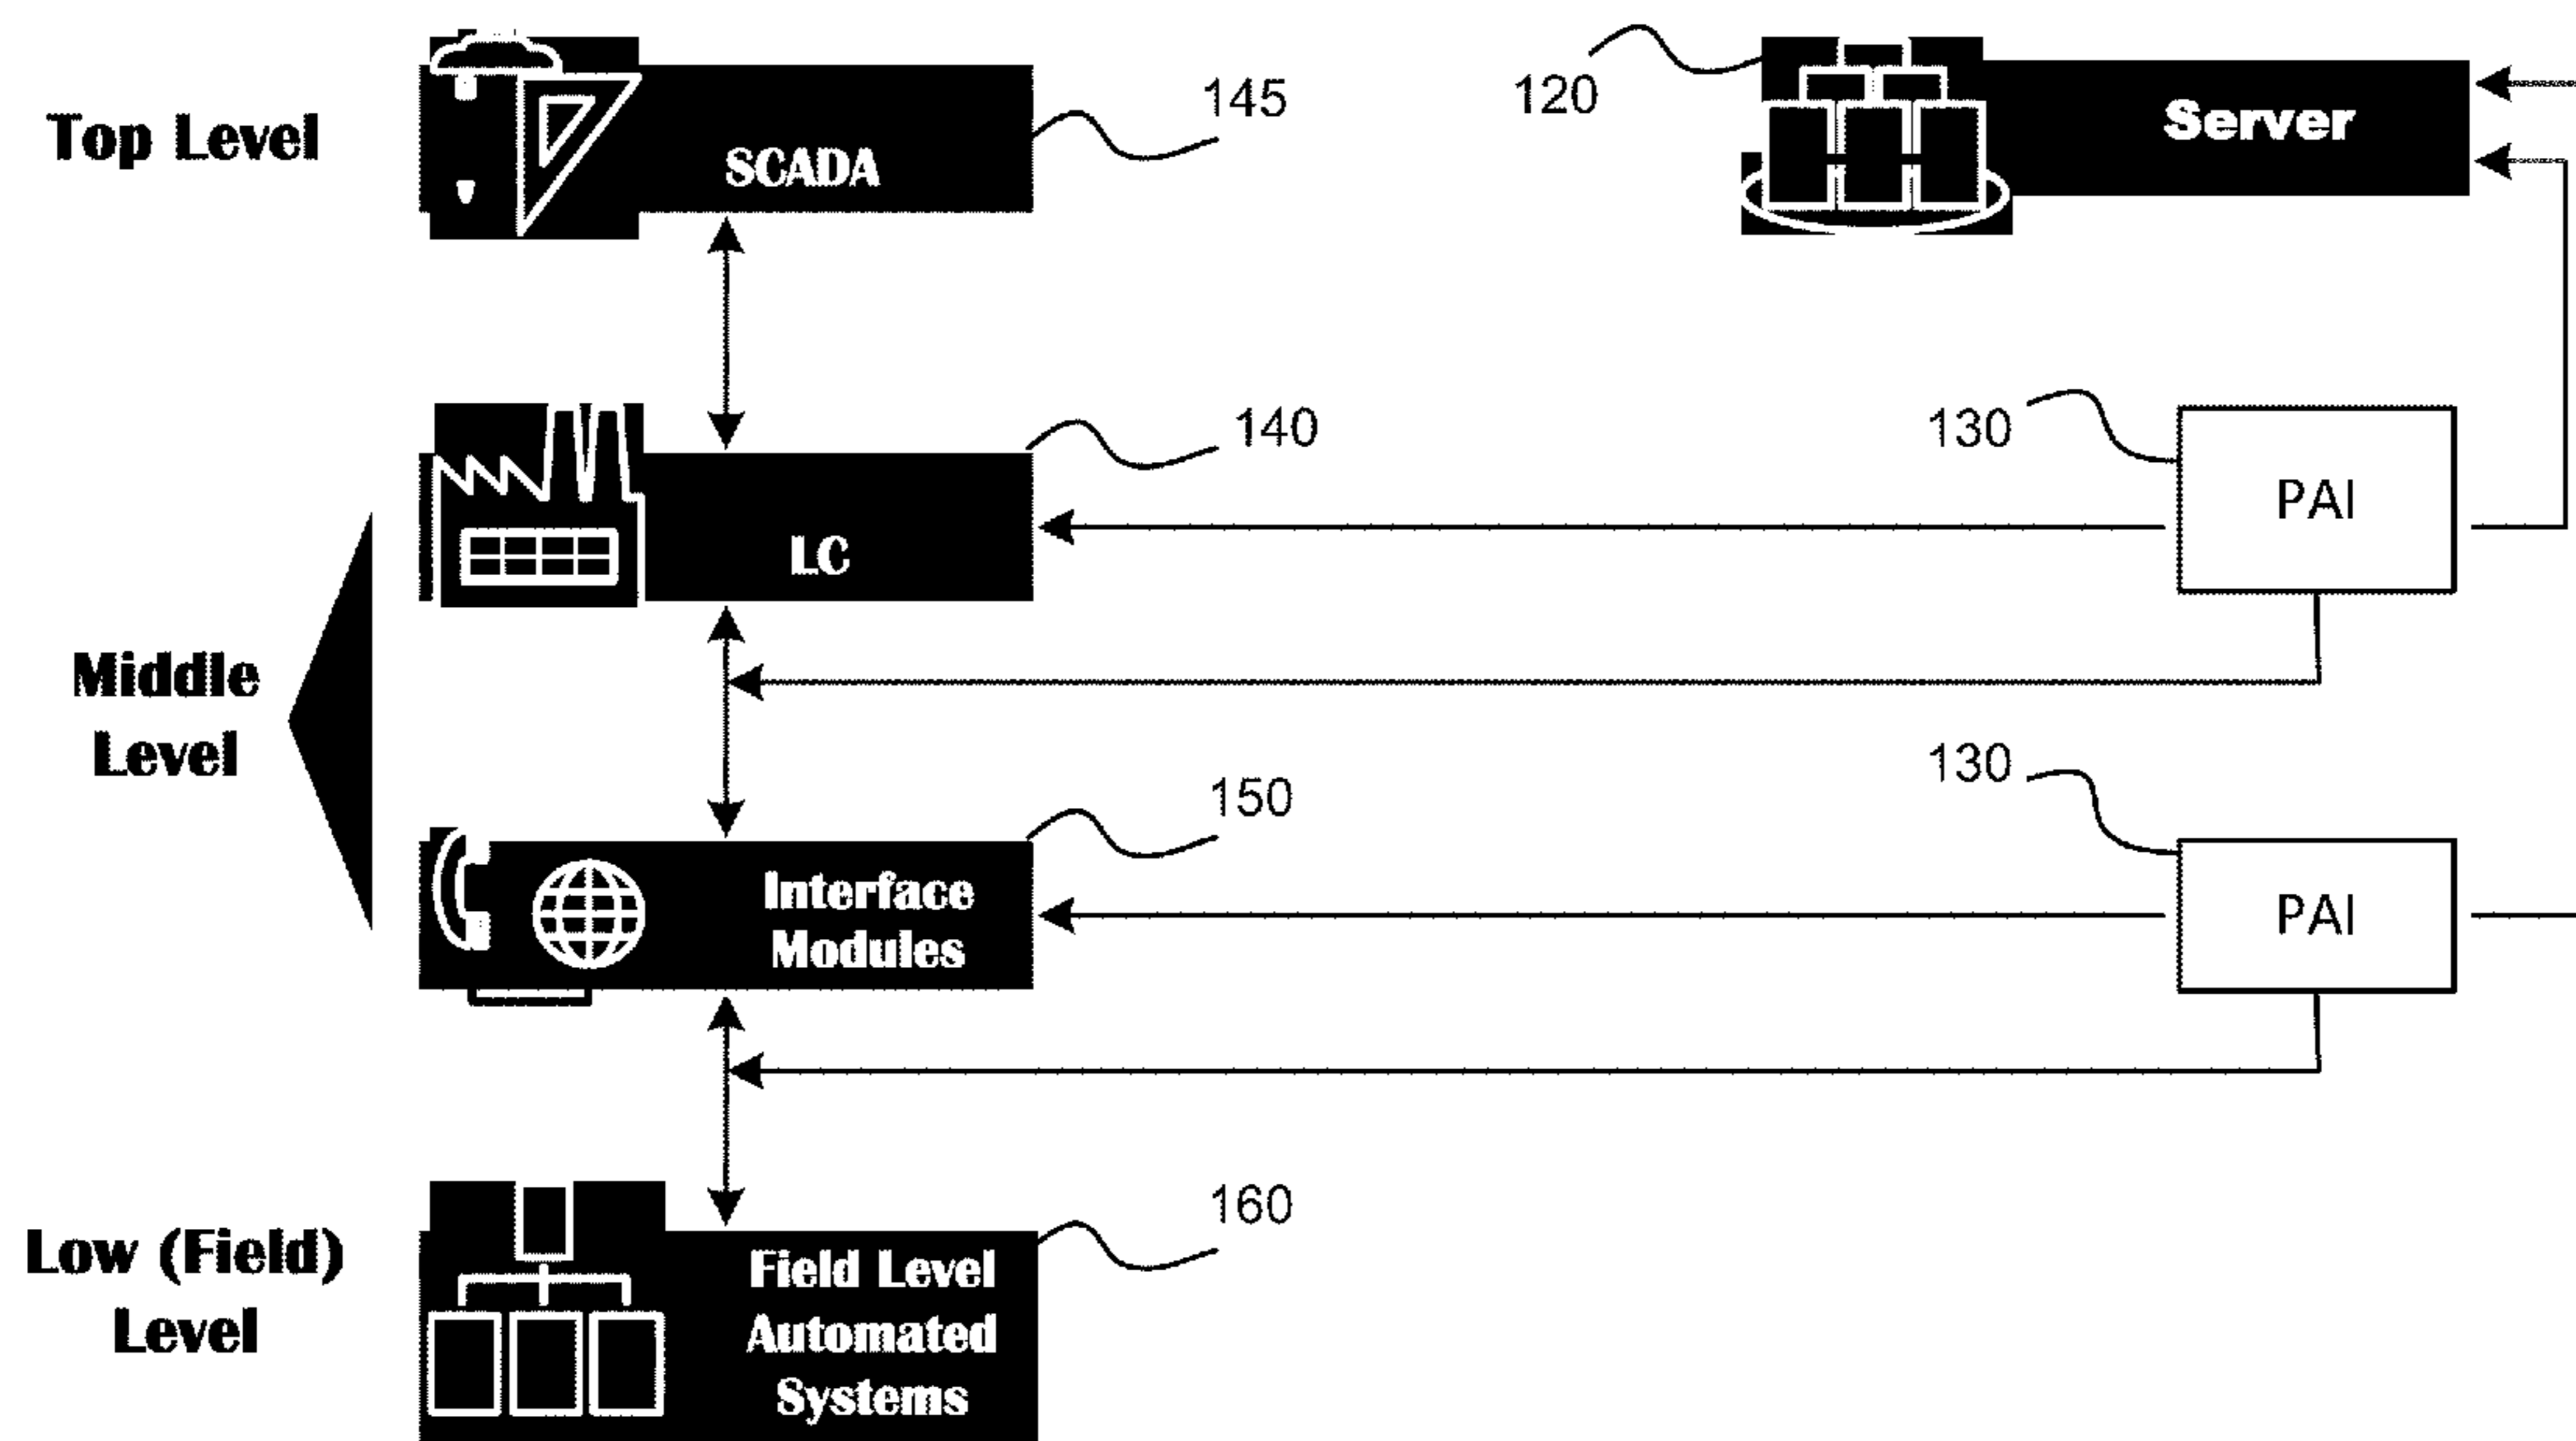 Top Level
SCADA
145
120
Server
140
LC
130
PAI
Middle
Level
150
Interface
Modules
130
PAI
Low (Field)
Level
160
Field Level
Automated
Systems